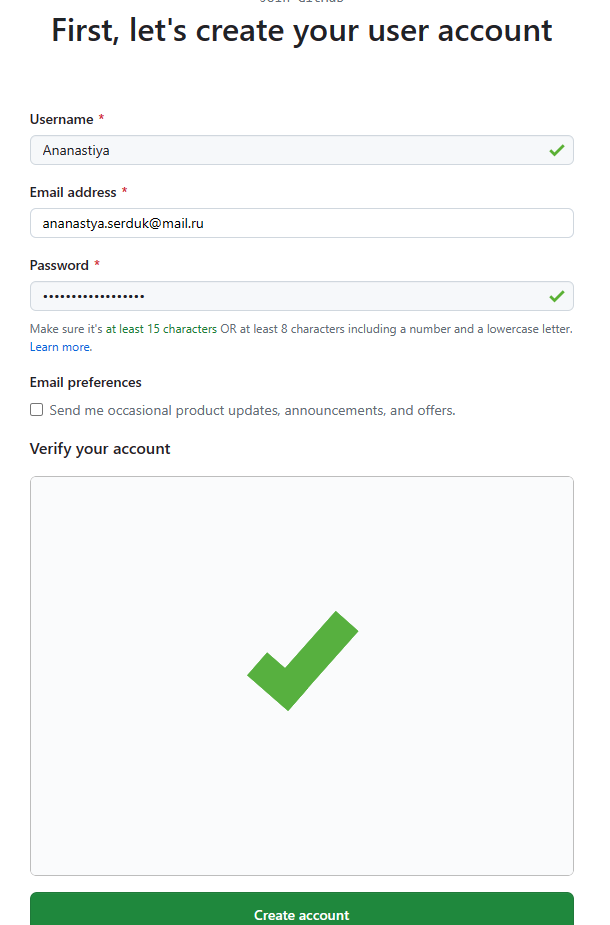 Join GitHub
First, let's create your user account
Username *
Ananastiya
Email address *
ananastya.serduk@mail.ru
Password *
••••••••••••••••••
Make sure it's at least 15 characters OR at least 8 characters including a number and a lowercase letter.
Learn more.
Email preferences
Send me occasional product updates, announcements, and offers.
Verify your account
Create account